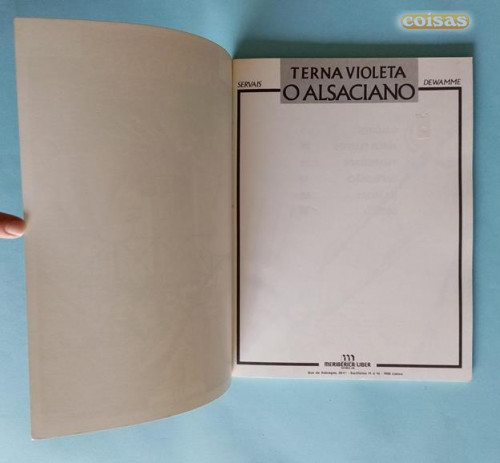 coisas
TERNA VIOLETA
SERVAIS
DEWAMME
O ALSACIANO
MERIBÉRICA/LIBER